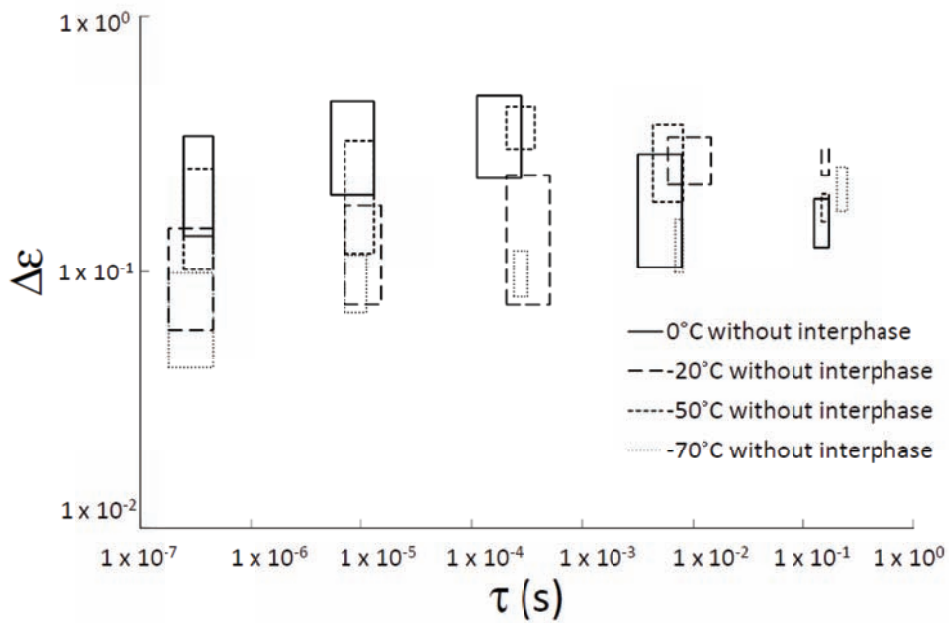 1 x 10⁰
Δε
1 x 10⁻¹
0°C without interphase
-20°C without interphase
-50°C without interphase
-70°C without interphase
1 x 10⁻²
1 x 10⁻⁷ 1 x 10⁻⁶ 1 x 10⁻⁵ 1 x 10⁻⁴ 1 x 10⁻³ 1 x 10⁻² 1 x 10⁻¹ 1 x 10⁰
τ (s)